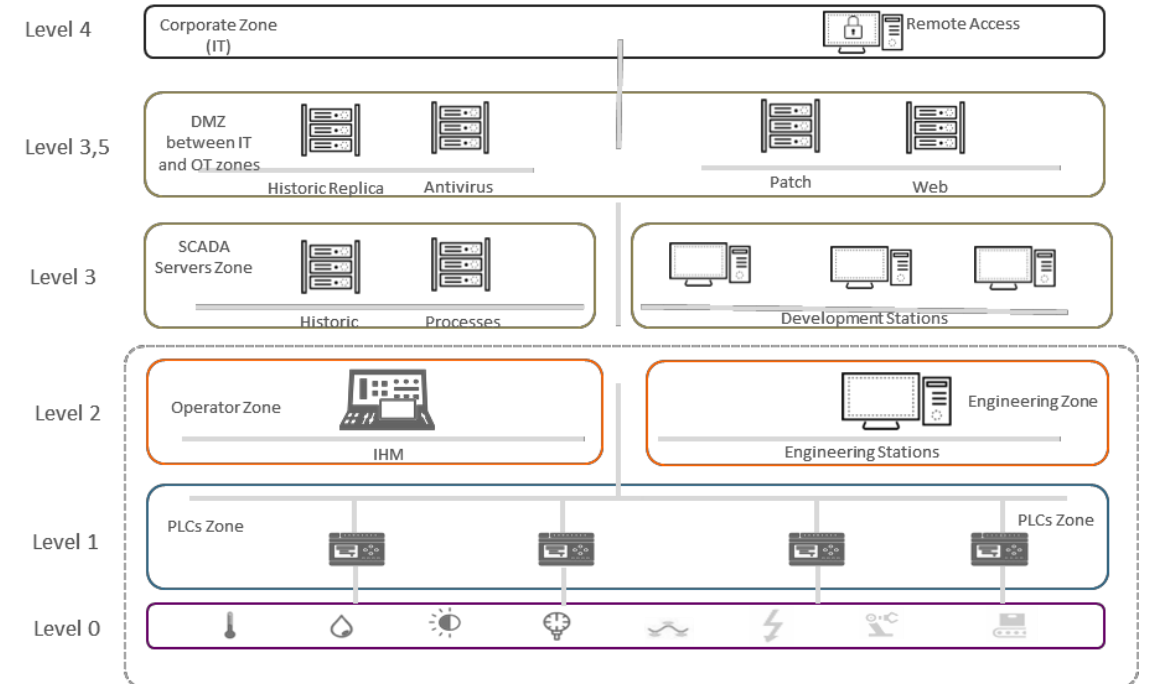 Level 4
Corporate Zone
(IT)
Remote Access
Level 3,5
DMZ
between IT
and OT zones
Historic Replica
Antivirus
Patch
Web
Level 3
SCADA
Servers Zone
Historic
Processes
Development Stations
Level 2
Operator Zone
IHM
Engineering Zone
Engineering Stations
Level 1
PLCs Zone
PLCs Zone
Level 0